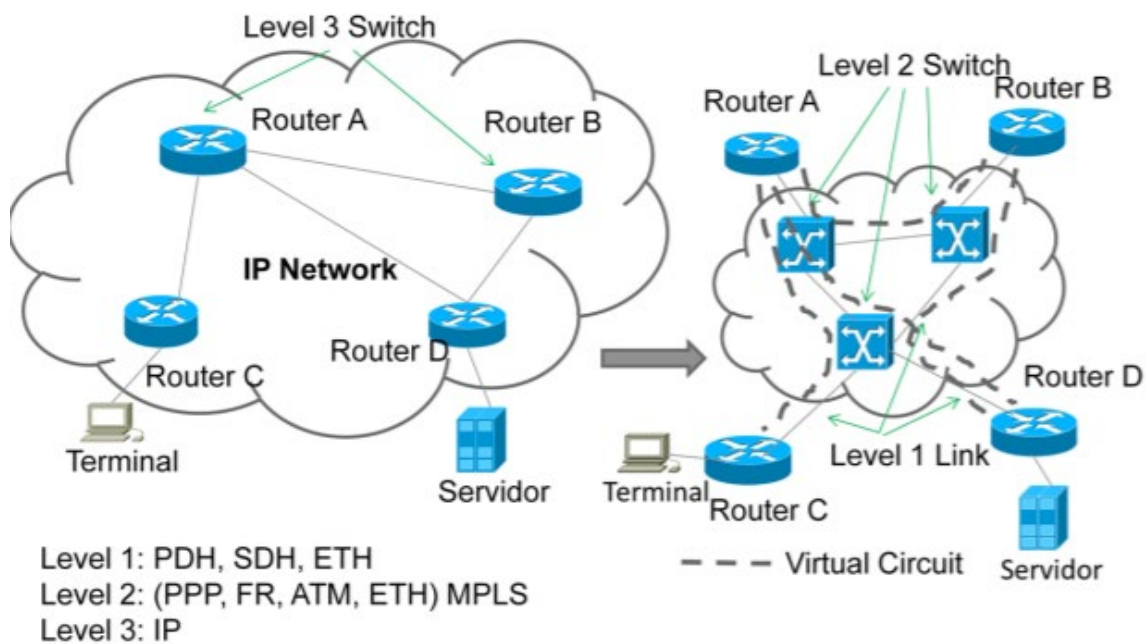 Level 3 Switch
Router A
Router B
IP Network
Router C
Router D
Terminal
Servidor
Level 2 Switch
Router A
Router B
Router D
Level 1 Link
Terminal
Router C
Servidor
Virtual Circuit
Level 1: PDH, SDH, ETH
Level 2: (PPP, FR, ATM, ETH) MPLS
Level 3: IP